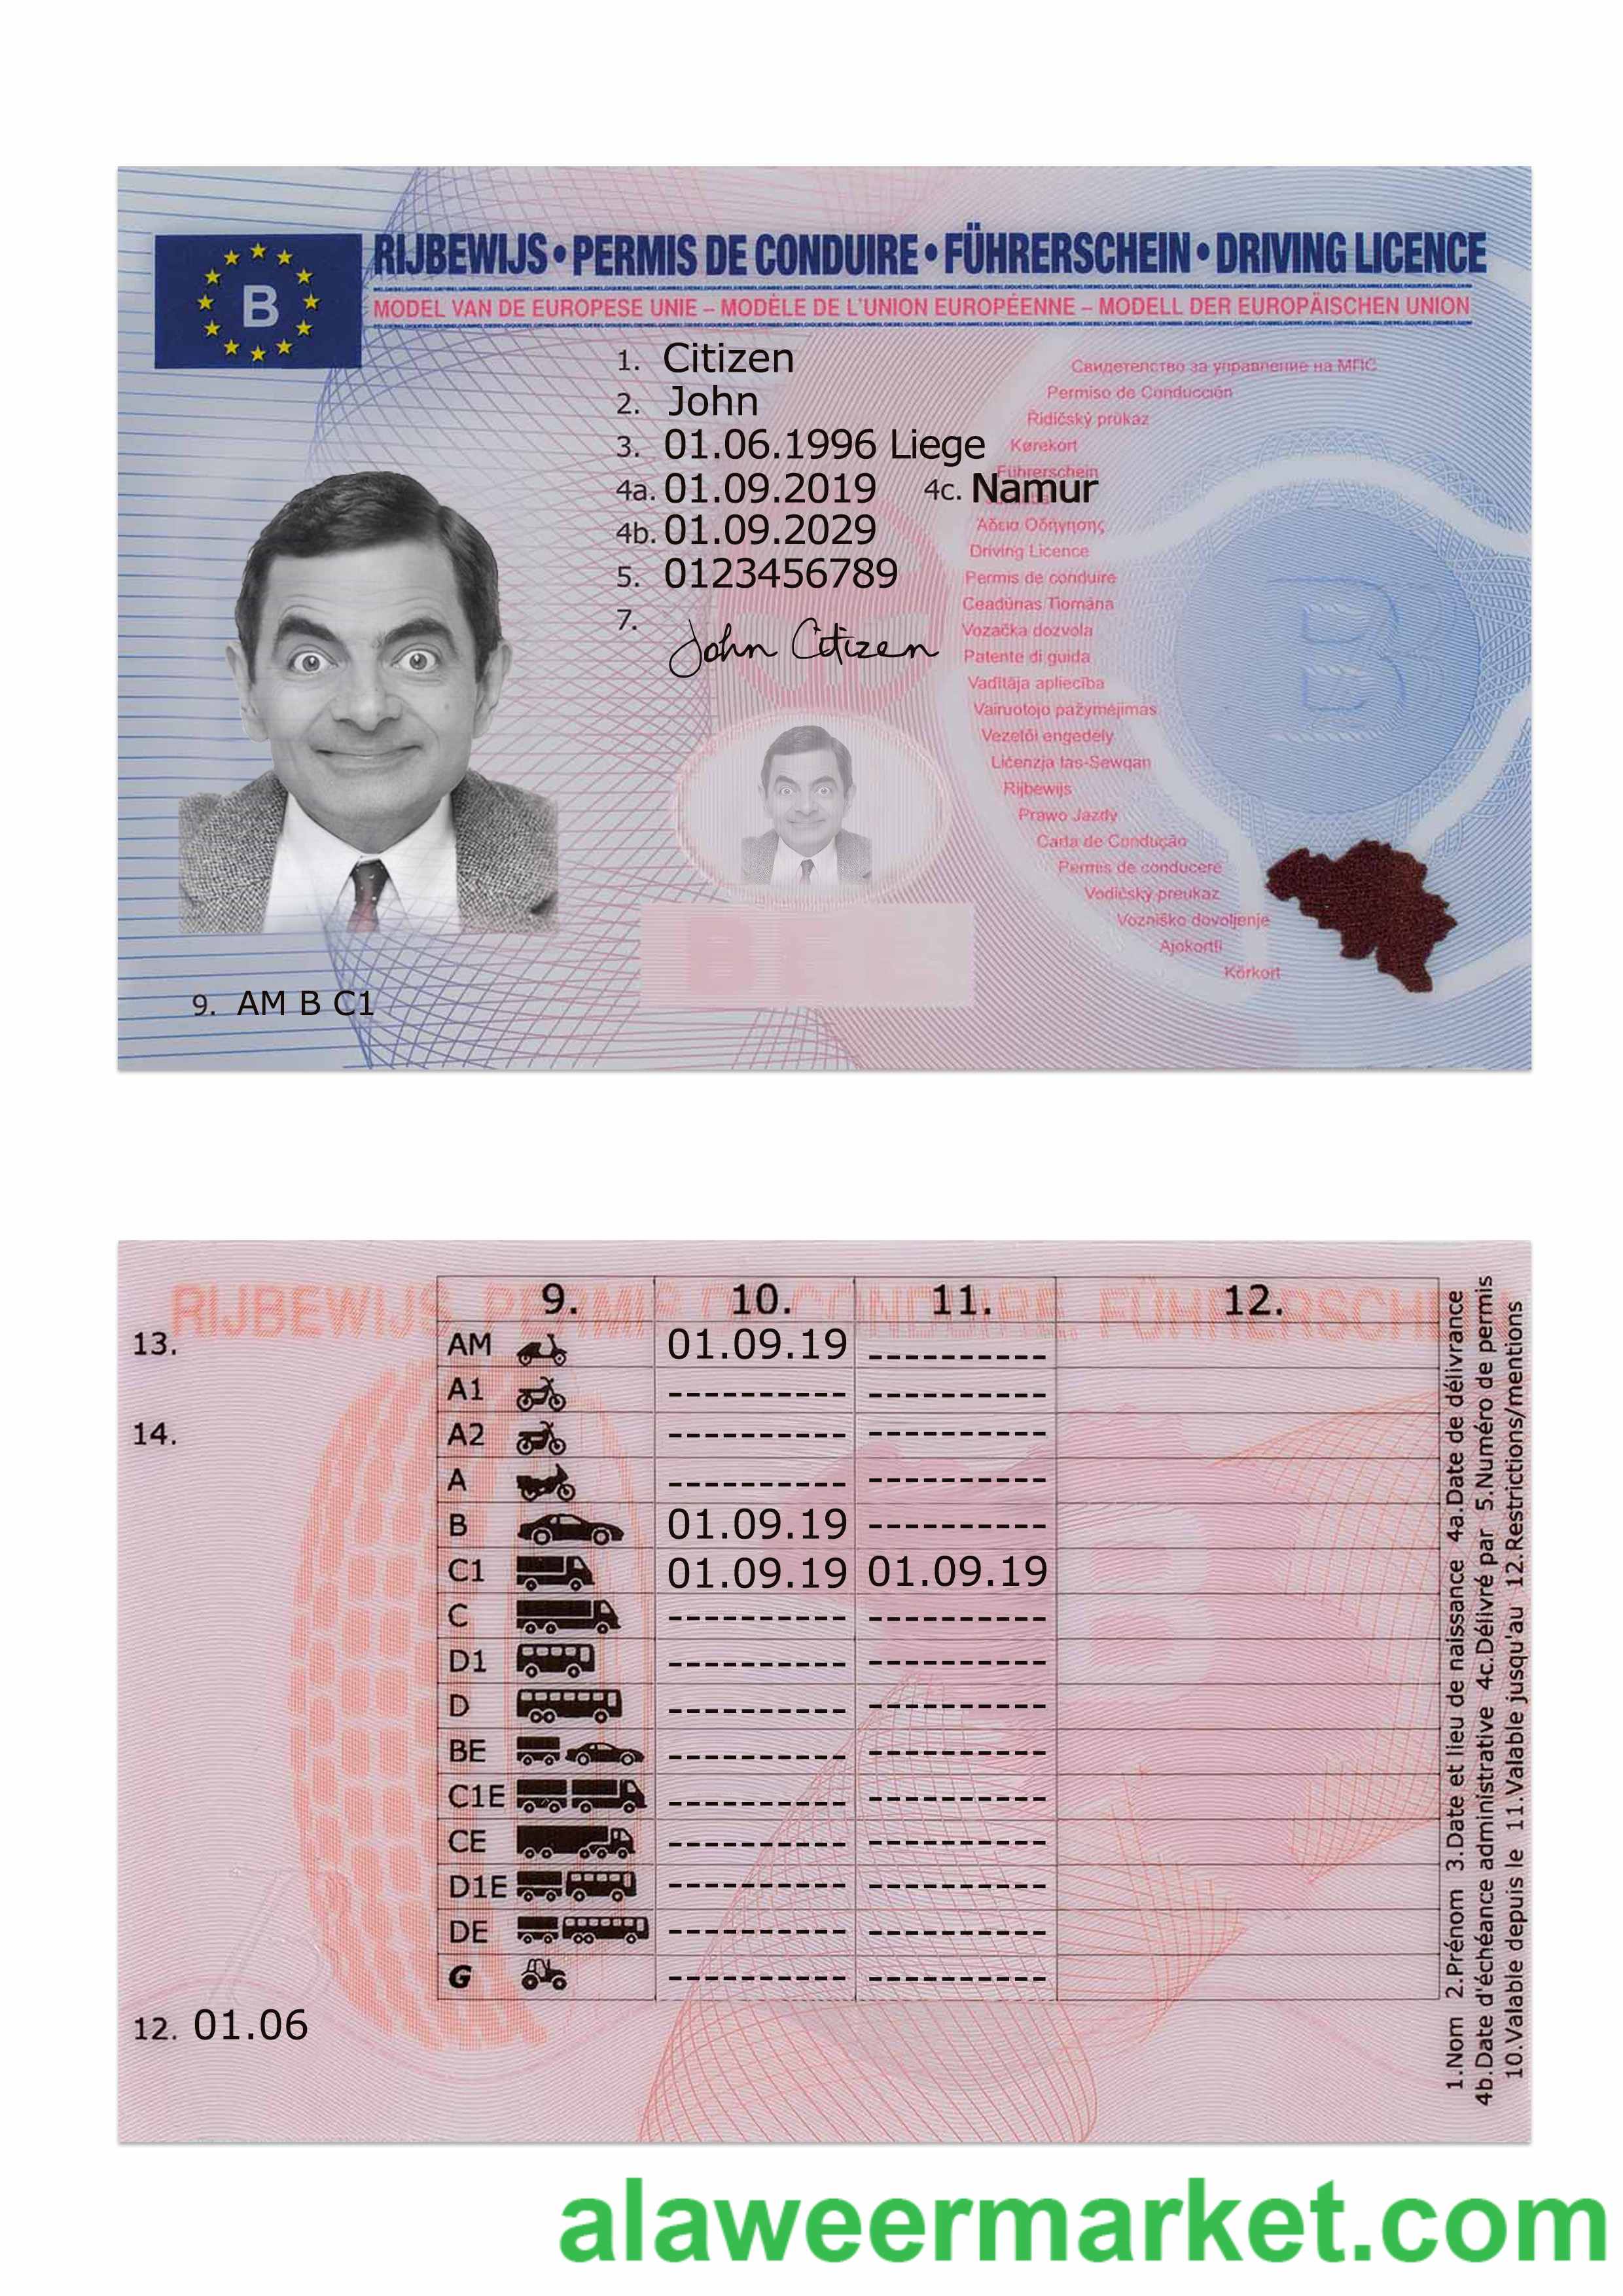 B
RIJBEWIJS • PERMIS DE CONDUIRE • FÜHRERSCHEIN • DRIVING LICENCE
MODEL VAN DE EUROPESE UNIE – MODÈLE DE L'UNION EUROPÉENNE – MODELL DER EUROPÄISCHEN UNION
1. Citizen
2. John
3. 01.06.1996 Liege
4a. 01.09.2019 4c. Namur
4b. 01.09.2029
5. 0123456789
7. John Citizen
Свидетелство за управление на МПС
Permiso de Conducción
Řidičský průkaz
Kørekort
Führerschein
Άδεια Οδήγησης
Driving Licence
Permis de conduire
Ceadúnas Tiomána
Vozačka dozvola
Patente di guida
Vadītāja apliecība
Vairuotojo pažymėjimas
Vezetői engedély
Liċenzja tas-Sewqan
Rijbewijs
Prawo Jazdy
Carta de Condução
Permis de conducere
Vodičský preukaz
Vozniško dovoljenje
Ajokortti
Körkort
B
9. AM B C1
RIJBEWIJS PERMIS DE CONDUIRE FÜHRERSCHEIN
9. 10. 11. 12.
13.
AM 01.09.19 ----------
A1 ---------- ----------
14.
A2 ---------- ----------
A ---------- ----------
B 01.09.19 ----------
C1 01.09.19 01.09.19
C ---------- ----------
D1 ---------- ----------
D ---------- ----------
BE ---------- ----------
C1E ---------- ----------
CE ---------- ----------
D1E ---------- ----------
DE ---------- ----------
G ---------- ----------
12. 01.06
1.Nom 2.Prénom 3.Date et lieu de naissance 4a.Date de délivrance
4b.Date d'échéance administrative 4c.Délivré par 5.Numéro de permis
10.Valable depuis le 11.Valable jusqu'au 12.Restrictions/mentions
alaweermarket.com